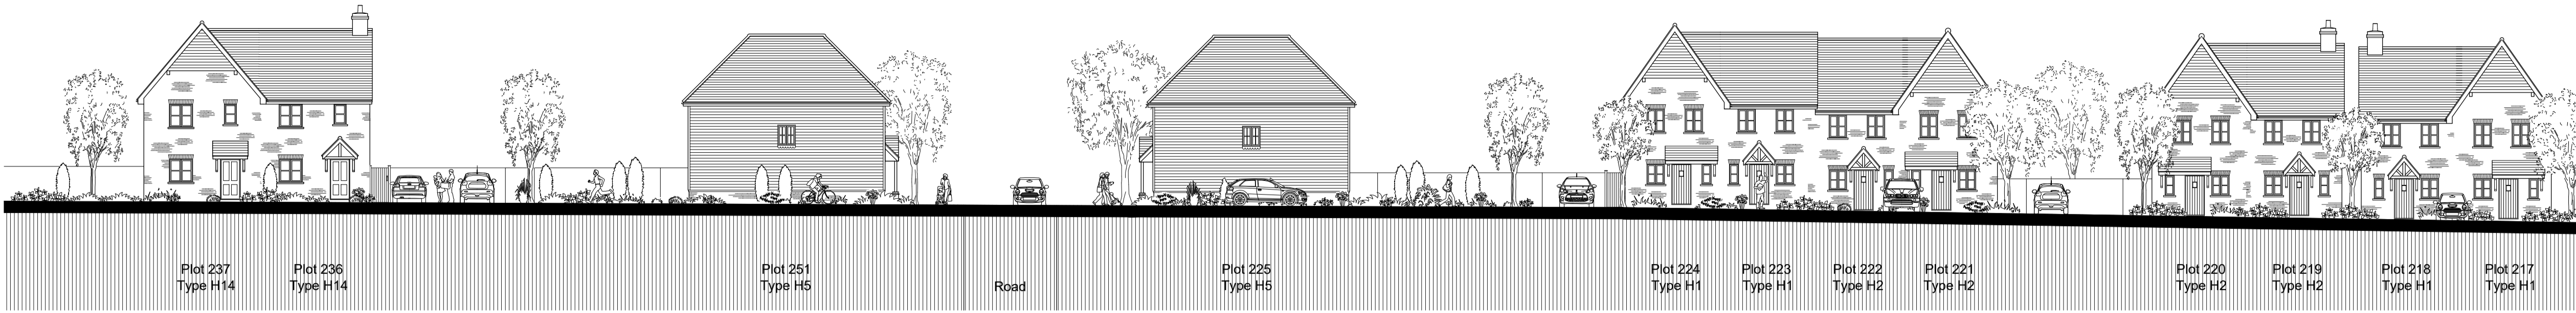 Plot 237
Type H14
Plot 236
Type H14
Plot 251
Type H5
Road
Plot 225
Type H5
Plot 224
Type H1
Plot 223
Type H1
Plot 222
Type H2
Plot 221
Type H2
Plot 220
Type H2
Plot 219
Type H2
Plot 218
Type H1
Plot 217
Type H1